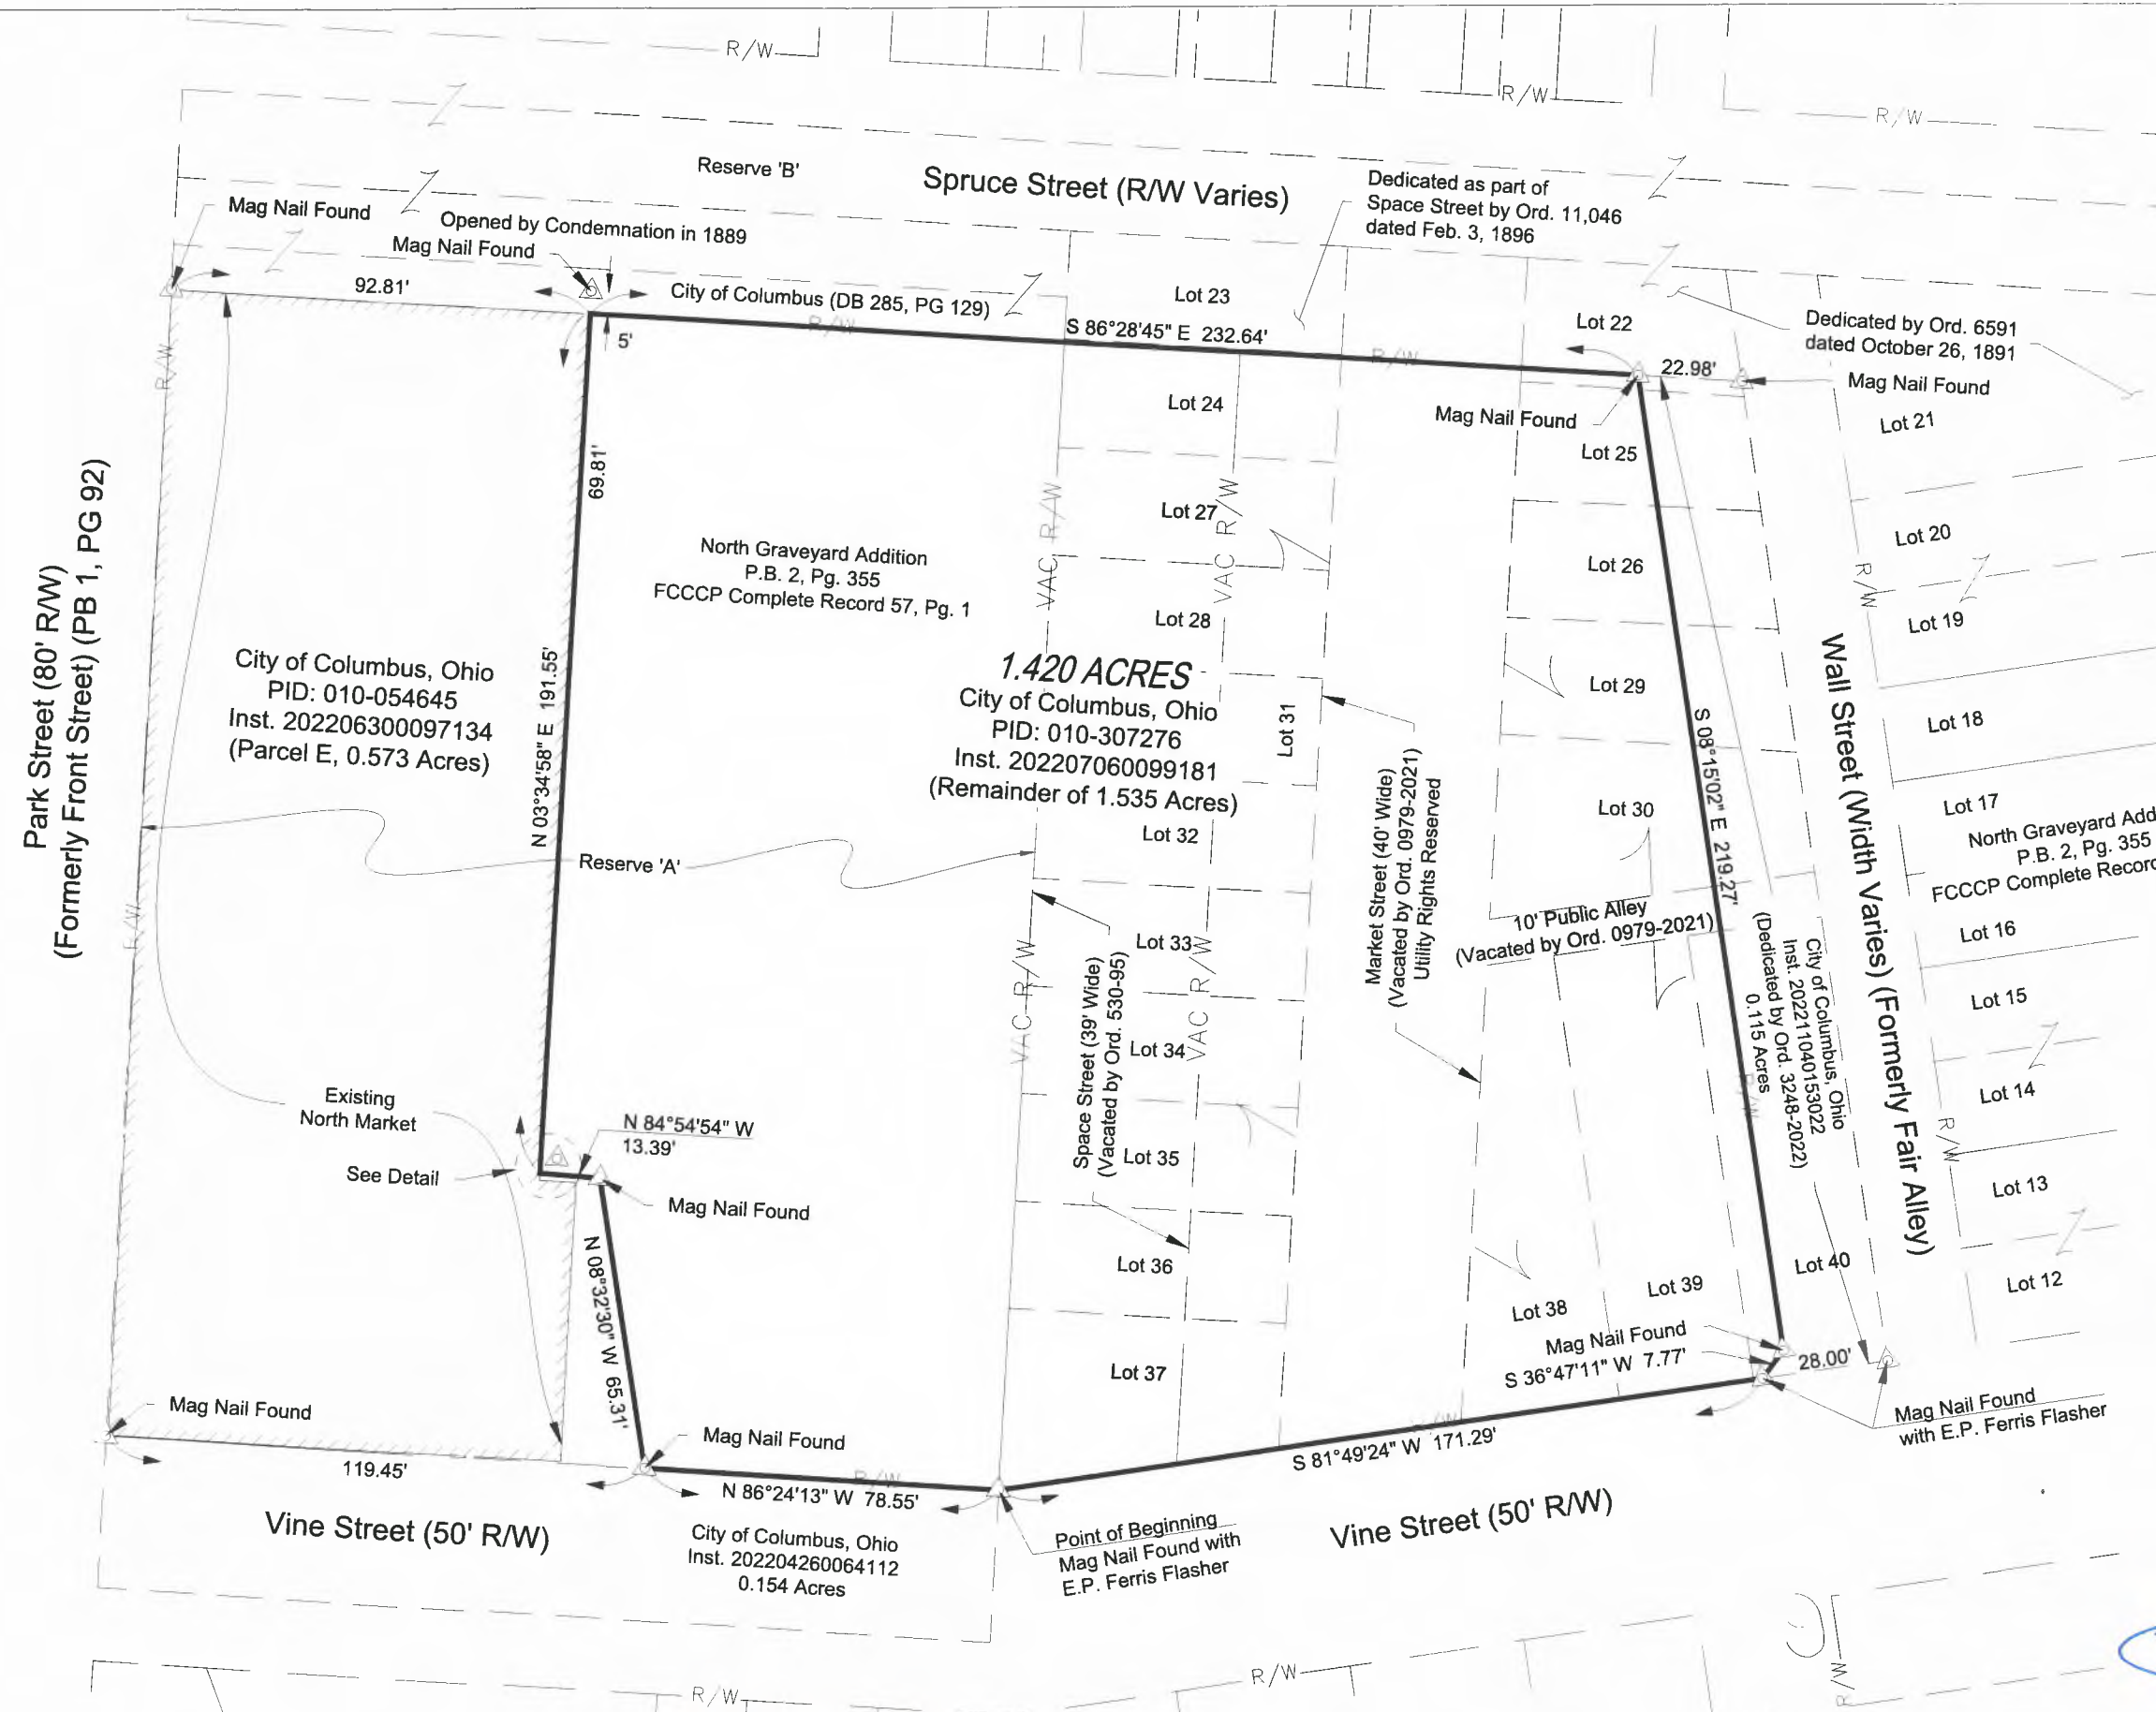 R/W
R/W
R/W
Reserve 'B'
Spruce Street (R/W Varies)
Dedicated as part of
Space Street by Ord. 11,046
dated Feb. 3, 1896
Mag Nail Found
Opened by Condemnation in 1889
Mag Nail Found
92.81'
City of Columbus (DB 285, PG 129)
R/W
5'
Lot 23
S 86°28'45" E 232.64'
R/W
Lot 22
22.98'
Dedicated by Ord. 6591
dated October 26, 1891
Mag Nail Found
Mag Nail Found
Lot 21
Lot 24
Lot 25
R/W
69.81'
Park Street (80' R/W)
(Formerly Front Street) (PB 1, PG 92)
R/W
North Graveyard Addition
P.B. 2, Pg. 355
FCCCP Complete Record 57, Pg. 1
VAC R/W
Lot 27
VAC R/W
Lot 26
Lot 20
R/W
Lot 28
Lot 19
City of Columbus, Ohio
PID: 010-054645
Inst. 202206300097134
(Parcel E, 0.573 Acres)
N 03°34'58" E 191.55'
1.420 ACRES
City of Columbus, Ohio
PID: 010-307276
Inst. 202207060099181
(Remainder of 1.535 Acres)
Lot 31
Lot 29
S 08°15'02" E 219.27'
Wall Street (Width Varies) (Formerly Fair Alley)
Lot 18
Market Street (40' Wide)
(Vacated by Ord. 0979-2021)
Utility Rights Reserved
Lot 30
Lot 17
North Graveyard Add
P.B. 2, Pg. 355
FCCCP Complete Record
Lot 32
Reserve 'A'
10' Public Alley
(Vacated by Ord. 0979-2021)
Lot 33
VAC R/W
VAC R/W
Space Street (39' Wide)
(Vacated by Ord. 530-95)
City of Columbus, Ohio
Inst. 202211040153022
(Dedicated by Ord. 3248-2022)
0.115 Acres
R/W
Lot 16
Lot 15
Lot 34
Lot 14
R/W
Existing
North Market
See Detail
N 84°54'54" W
13.39'
Mag Nail Found
Lot 35
Lot 13
N 08°32'30" W 65.31'
Lot 36
Lot 40
Lot 39
Lot 38
Lot 12
Mag Nail Found
S 36°47'11" W 7.77'
28.00'
Lot 37
Mag Nail Found
Mag Nail Found
Mag Nail Found
with E.P. Ferris Flasher
119.45'
R/W
R/W
S 81°49'24" W 171.29'
N 86°24'13" W 78.55'
Vine Street (50' R/W)
City of Columbus, Ohio
Inst. 202204260064112
0.154 Acres
Point of Beginning
Mag Nail Found with
E.P. Ferris Flasher
Vine Street (50' R/W)
R/W
R/W
R/W